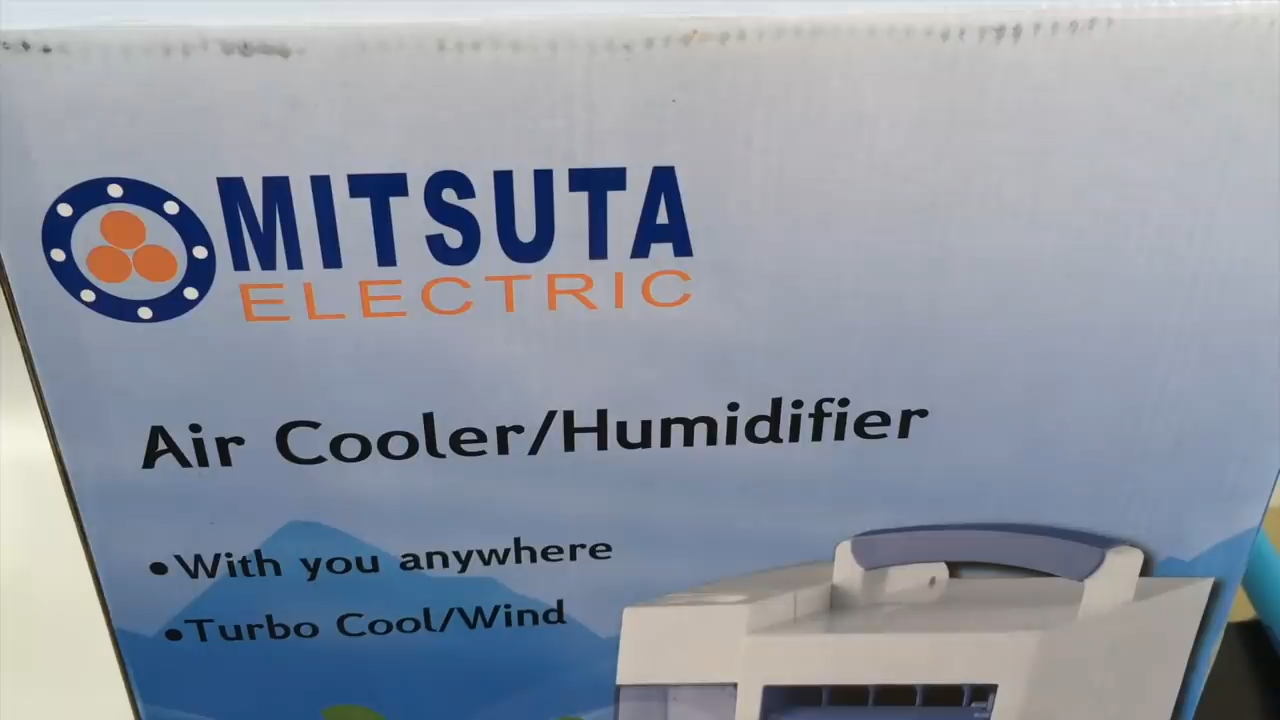 MITSUTA
ELECTRIC
Air Cooler/Humidifier
•With you anywhere
•Turbo Cool/Wind